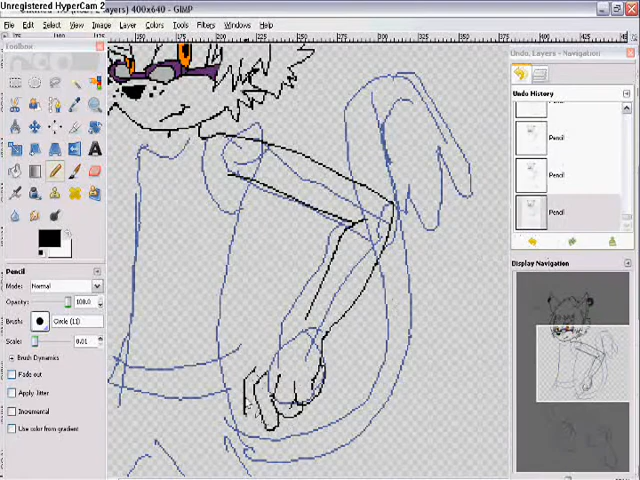 Unregistered HyperCam 2
400x640 - GIMP
File Edit Select View Image Layer Colors Tools Filters Windows Help
Toolbox
Undo, Layers - Navigation
Undo History
Pencil
Pencil
Pencil
Pencil
Mode: Normal
Opacity: 100.0
Brush: Circle (11)
Scale: 0.01
Brush Dynamics
Fade out
Apply Jitter
Incremental
Use color from gradient
Display Navigation